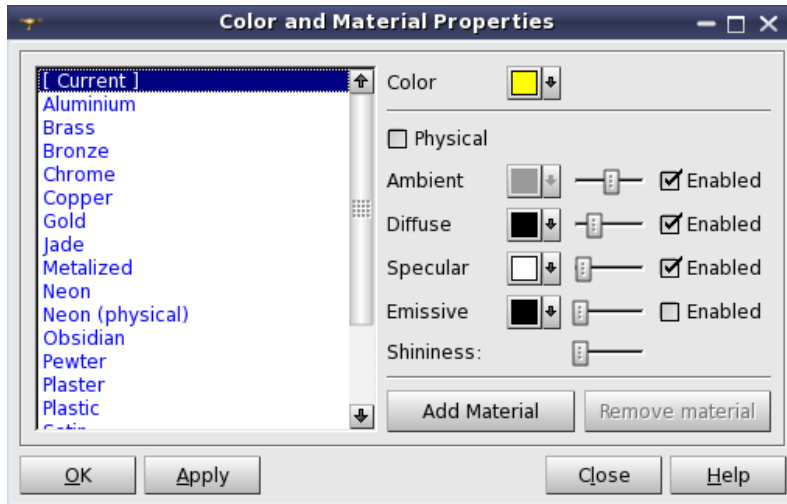 Color and Material Properties
[ Current ]
Aluminium
Brass
Bronze
Chrome
Copper
Gold
Jade
Metalized
Neon
Neon (physical)
Obsidian
Pewter
Plaster
Plastic
Satin
Color
Physical
Ambient Enabled
Diffuse Enabled
Specular Enabled
Emissive Enabled
Shininess:
Add Material Remove material
OK Apply Close Help